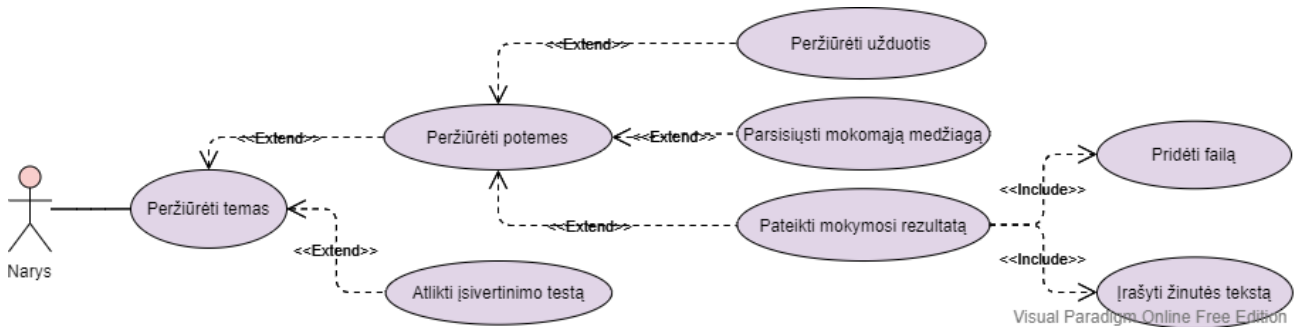 <<Extend>>
Peržiūrėti užduotis
<<Extend>>
Peržiūrėti potemes
<<Extend>>
Parsisiųsti mokomają medžiagą
Pridėti failą
<<Include>>
Peržiūrėti temas
<<Extend>>
Pateikti mokymosi rezultatą
<<Extend>>
<<Include>>
Narys
Atlikti įsivertinimo testą
Įrašyti žinutės tekstą
Visual Paradigm Online Free Edition